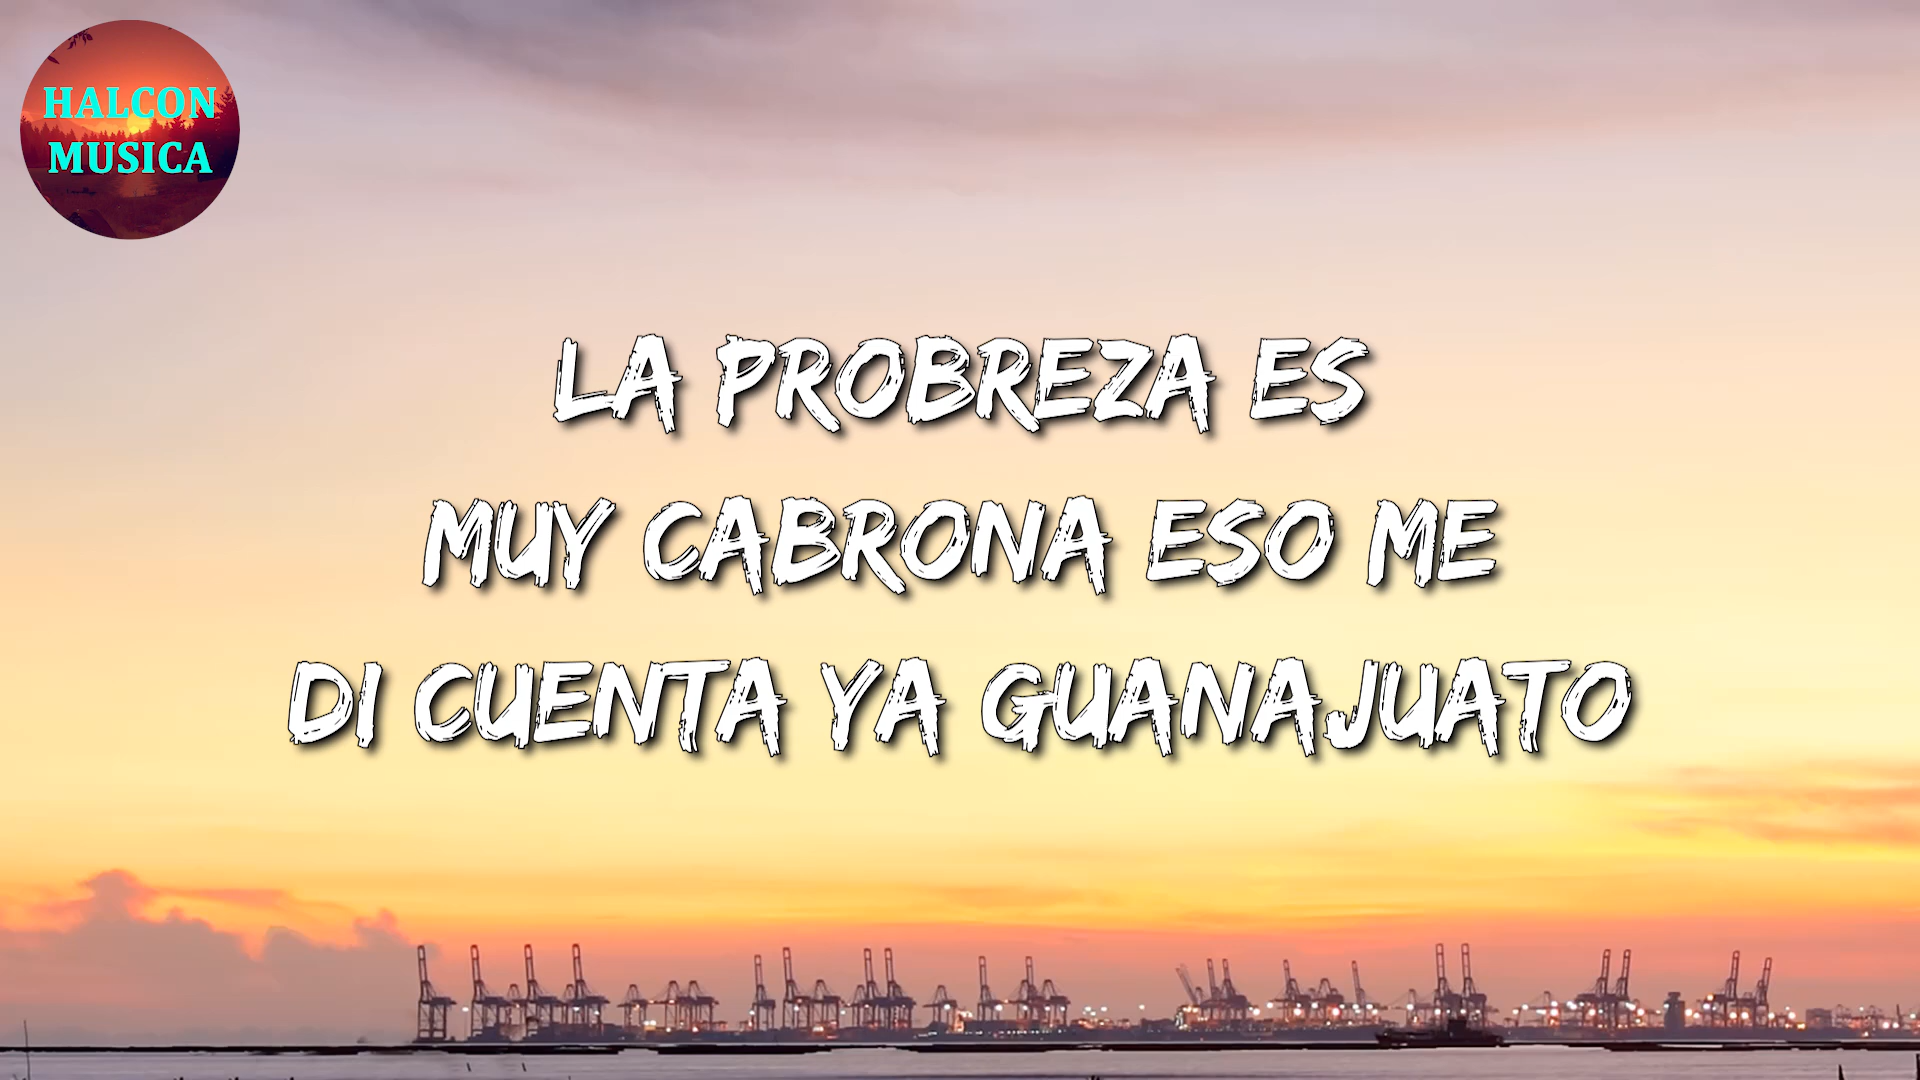 HALCON
MUSICA
LA PROBREZA ES
MUY CABRONA ESO ME
DI CUENTA YA GUANAJUATO